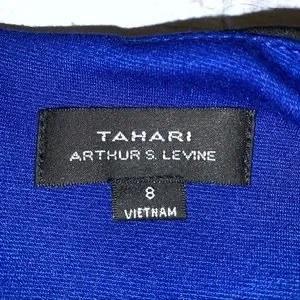 TAHARI
ARTHUR S. LEVINE
8
VIETNAM